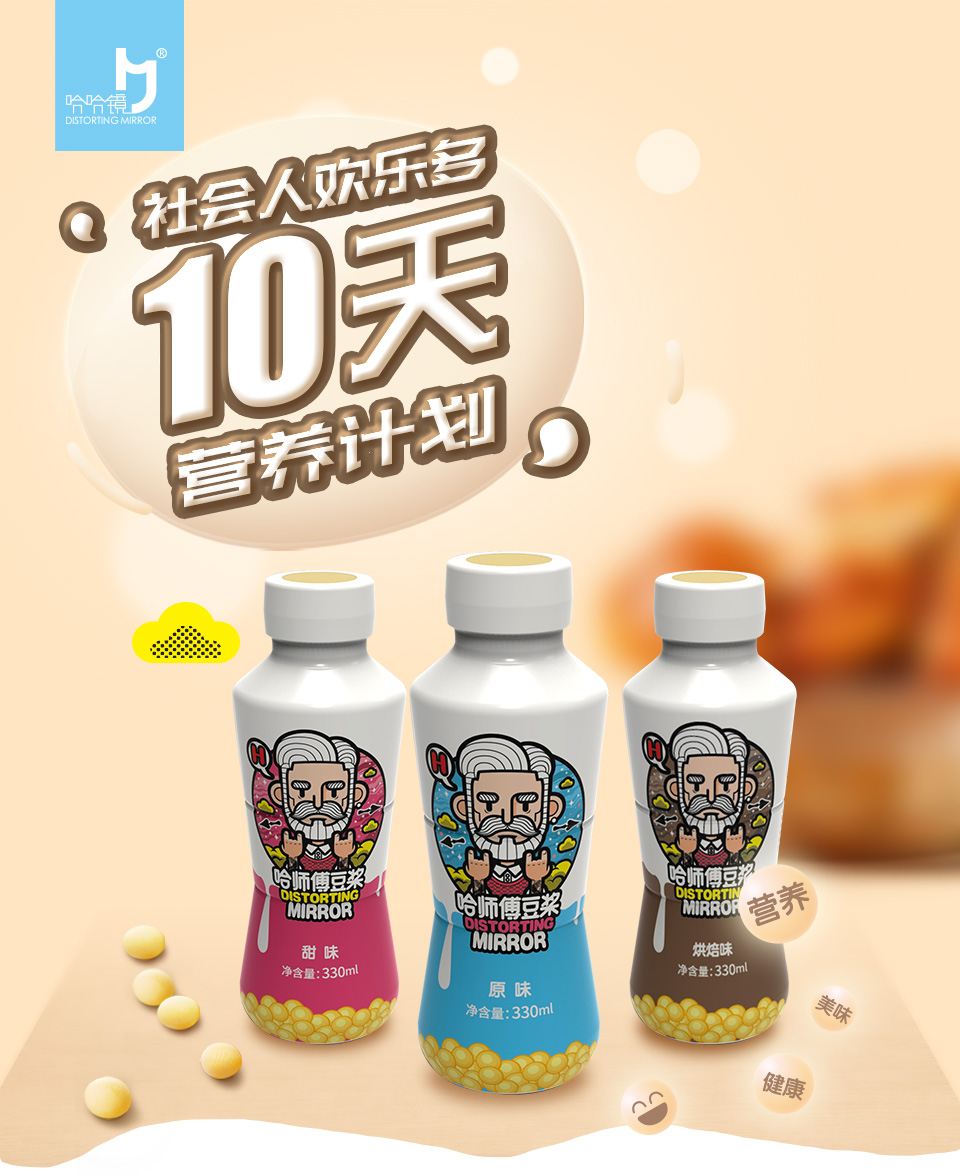 哈哈镜
®
DISTORTING MIRROR
社会人欢乐多
10天
营养计划
H
哈师傅豆浆
DISTORTING
MIRROR
甜味
净含量:330ml
H
哈师傅豆浆
DISTORTING
MIRROR
原味
净含量:330ml
H
哈师傅豆浆
DISTORTING
MIRROR
烘焙味
净含量:330ml
营养
美味
健康